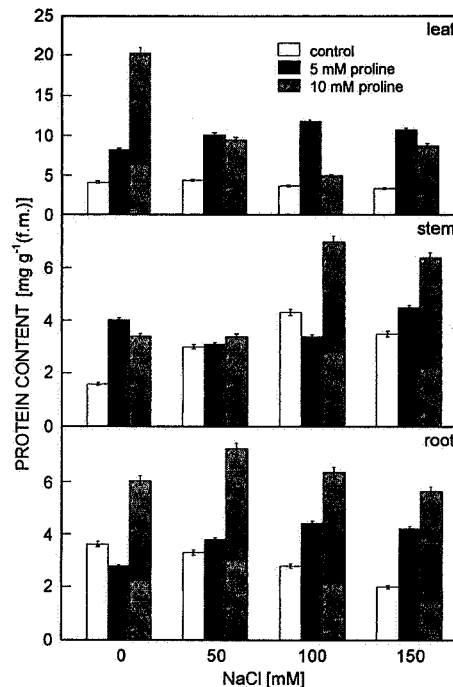 leaf
25
20
15
10
5
0
control
5 mM proline
10 mM proline
stem
6
4
2
0
root
6
4
2
0
PROTEIN CONTENT [mg g⁻¹(f.m.)]
0 50 100 150
NaCl [mM]